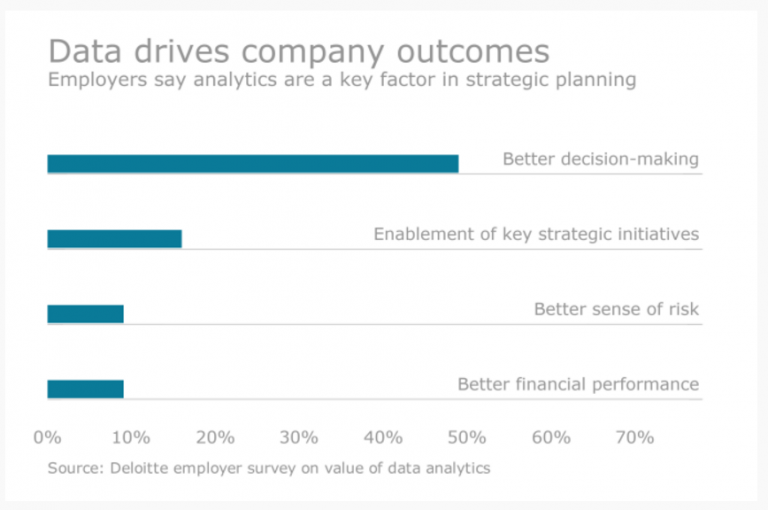 Data drives company outcomes
Employers say analytics are a key factor in strategic planning
Better decision-making
Enablement of key strategic initiatives
Better sense of risk
Better financial performance
0% 10% 20% 30% 40% 50% 60% 70%
Source: Deloitte employer survey on value of data analytics